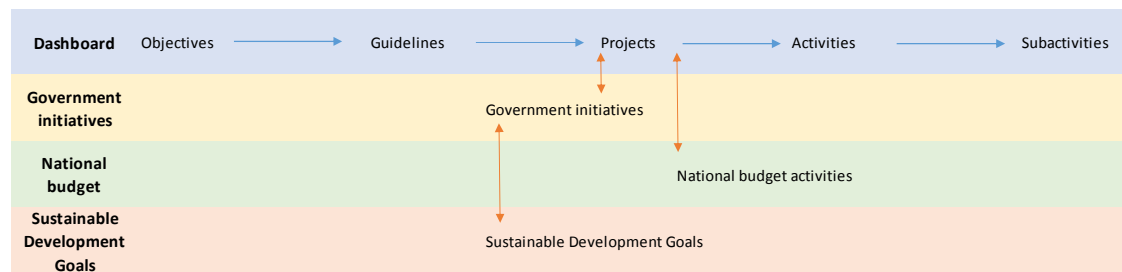 Dashboard Objectives Guidelines Projects Activities Subactivities
Government
initiatives
Government initiatives
National
budget
National budget activities
Sustainable
Development
Goals
Sustainable Development Goals